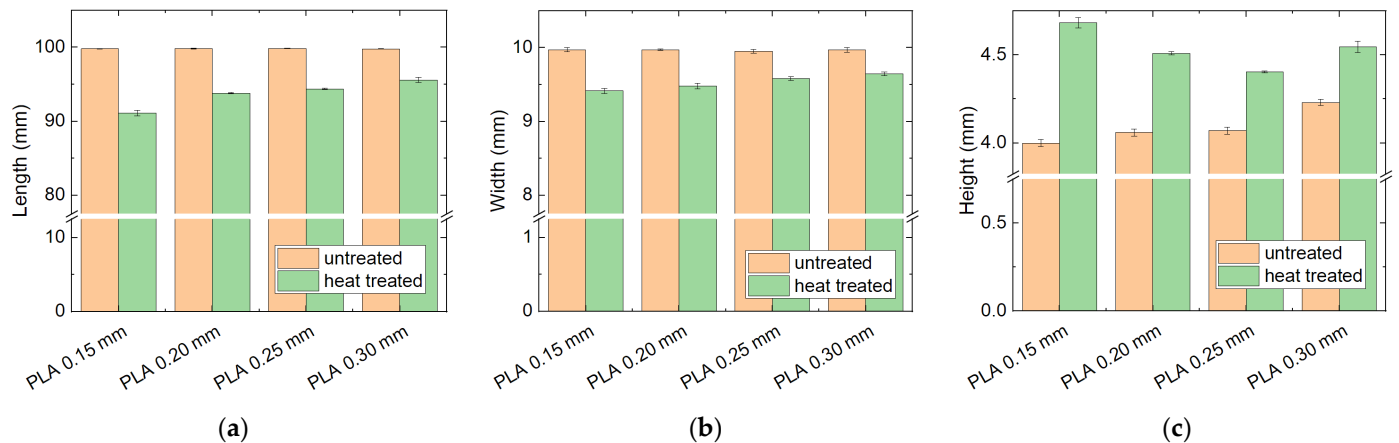 100
90
80
10
0
Length (mm)
untreated
heat treated
PLA 0.15 mm
PLA 0.20 mm
PLA 0.25 mm
PLA 0.30 mm
(a)
10
9
8
1
0
Width (mm)
untreated
heat treated
PLA 0.15 mm
PLA 0.20 mm
PLA 0.25 mm
PLA 0.30 mm
(b)
4.5
4.0
0.5
0.0
Height (mm)
untreated
heat treated
PLA 0.15 mm
PLA 0.20 mm
PLA 0.25 mm
PLA 0.30 mm
(c)